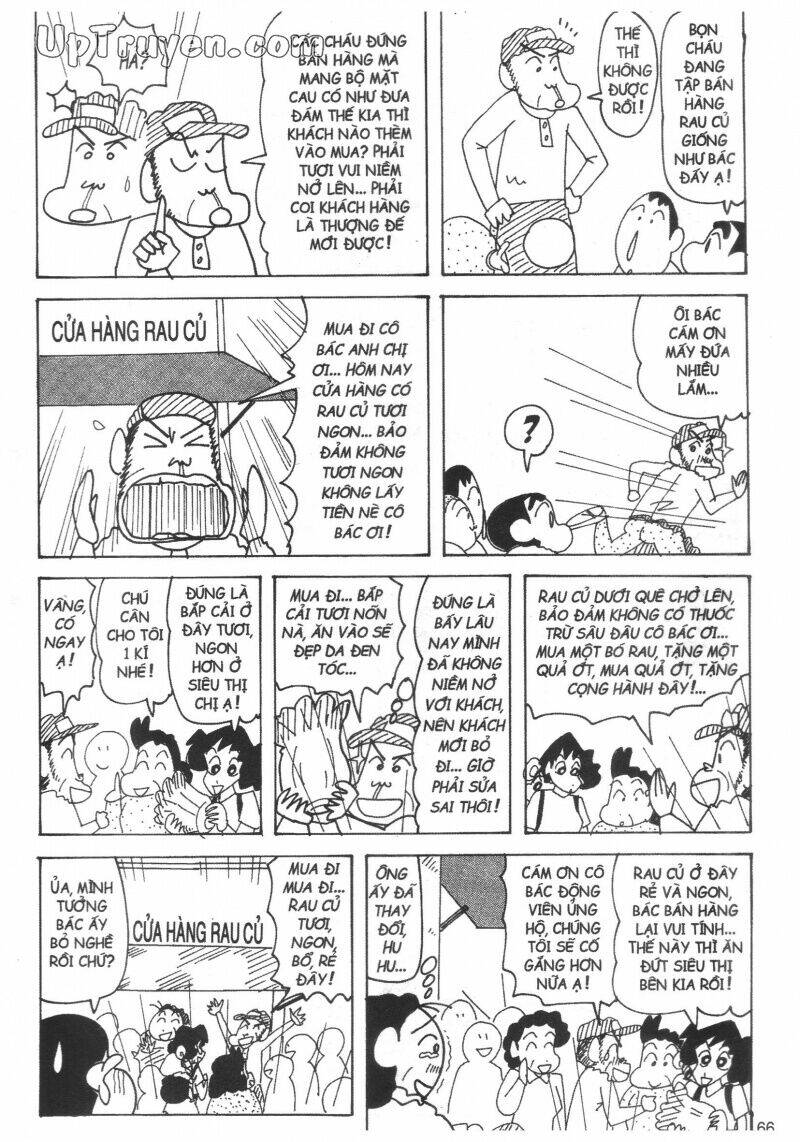 UpTruyen.com
BỌN
CHÁU
ĐANG
TẬP BÁN
HÀNG
RAU CỦ
GIỐNG
NHƯ BÁC
ĐẤY Ạ!
THẾ
THÌ
KHÔNG
ĐƯỢC
RỒI!
CÁC CHÁU ĐỨNG
BÁN HÀNG MÀ
MANG BỘ MẶT
CAU CÓ NHƯ ĐƯA
ĐÁM THẾ KIA THÌ
KHÁCH NÀO THÈM
VÀO MUA? PHẢI
TƯƠI VUI NIỀM
NỞ LÊN... PHẢI
COI KHÁCH HÀNG
LÀ THƯỢNG ĐẾ
MỚI ĐƯỢC!
HẢ?
ÔI BÁC
CÁM ƠN
MẤY ĐỨA
NHIỀU
LẮM...
?
MUA ĐI CÔ
BÁC ANH CHỊ
ƠI... HÔM NAY
CỬA HÀNG CÓ
RAU CỦ TƯƠI
NGON... BẢO
ĐẢM KHÔNG
TƯƠI NGON
KHÔNG LẤY
TIỀN NÈ CÔ
BÁC ƠI!
CỬA HÀNG RAU CỦ
RAU CỦ DƯỚI QUÊ CHỞ LÊN,
BẢO ĐẢM KHÔNG CÓ THUỐC
TRỪ SÂU ĐÂU CÔ BÁC ƠI...
MUA MỘT BÓ RAU, TẶNG MỘT
QUẢ ỚT, MUA QUẢ ỚT, TẶNG
CỌNG HÀNH ĐÂY!...
ĐÚNG LÀ
BẤY LÂU
NAY MÌNH
ĐÃ KHÔNG
NIỀM NỞ
VỚI KHÁCH,
NÊN KHÁCH
MỚI BỎ
ĐI... GIỜ
PHẢI SỬA
SAI THÔI!
MUA ĐI... BẮP
CẢI TƯƠI NÕN
NÀ, ĂN VÀO SẼ
ĐẸP DA ĐEN
TÓC...
ĐÚNG LÀ
BẮP CẢI Ở
ĐÂY TƯƠI,
NGON
HƠN Ở
SIÊU THỊ
CHỊ Ạ!
CHÚ
CÂN
CHO TÔI
1 KÍ
NHÉ!
VÂNG,
CÓ
NGAY
Ạ!
RAU CỦ Ở ĐÂY
RẺ VÀ NGON,
BÁC BÁN HÀNG
LẠI VUI TÍNH...
THẾ NÀY THÌ ĂN
ĐỨT SIÊU THỊ
BÊN KIA RỒI!
CÁM ƠN CÔ
BÁC ĐỘNG
VIÊN ỦNG
HỘ, CHÚNG
TÔI SẼ CỐ
GẮNG HƠN
NỮA Ạ!
ÔNG
ẤY ĐÃ
THAY
ĐỔI,
HU
HU...
MUA ĐI
MUA ĐI...
RAU CỦ
TƯƠI,
NGON,
BỔ, RẺ
ĐÂY!
CỬA HÀNG RAU CỦ
ỦA, MÌNH
TƯỞNG
BÁC ẤY
BỎ NGHỀ
RỒI CHỨ?
66